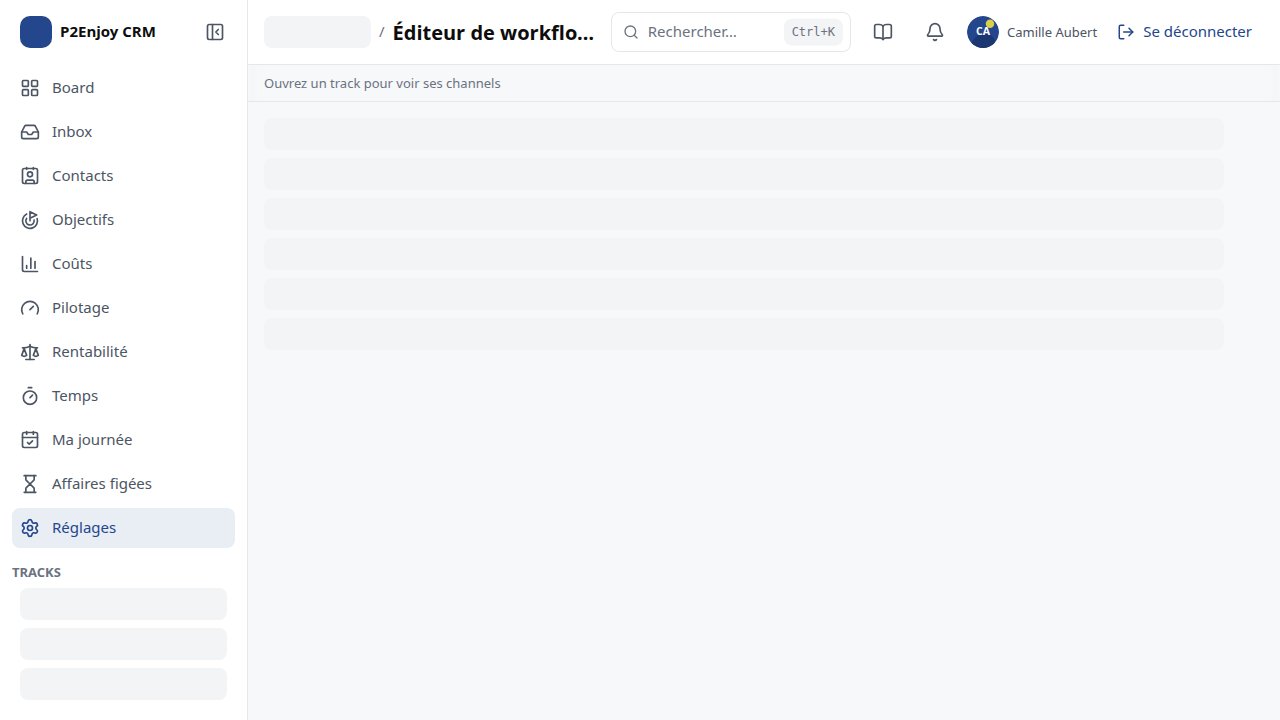 P2Enjoy CRM
Board
Inbox
Contacts
Objectifs
Coûts
Pilotage
Rentabilité
Temps
Ma journée
Affaires figées
Réglages
TRACKS
/ Éditeur de workflo...
Rechercher...
Ctrl+K
CA
Camille Aubert
Se déconnecter
Ouvrez un track pour voir ses channels